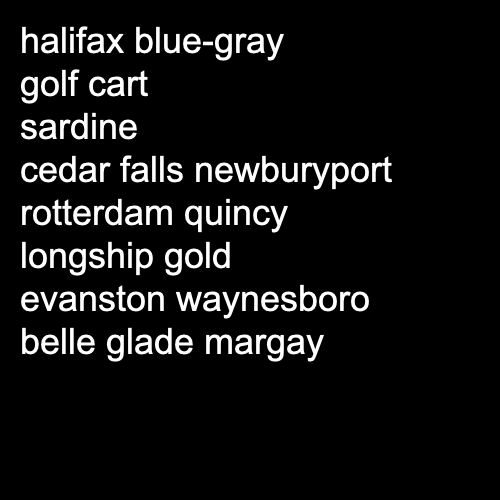 halifax blue-gray
golf cart
sardine
cedar falls newburyport
rotterdam quincy
longship gold
evanston waynesboro
belle glade margay